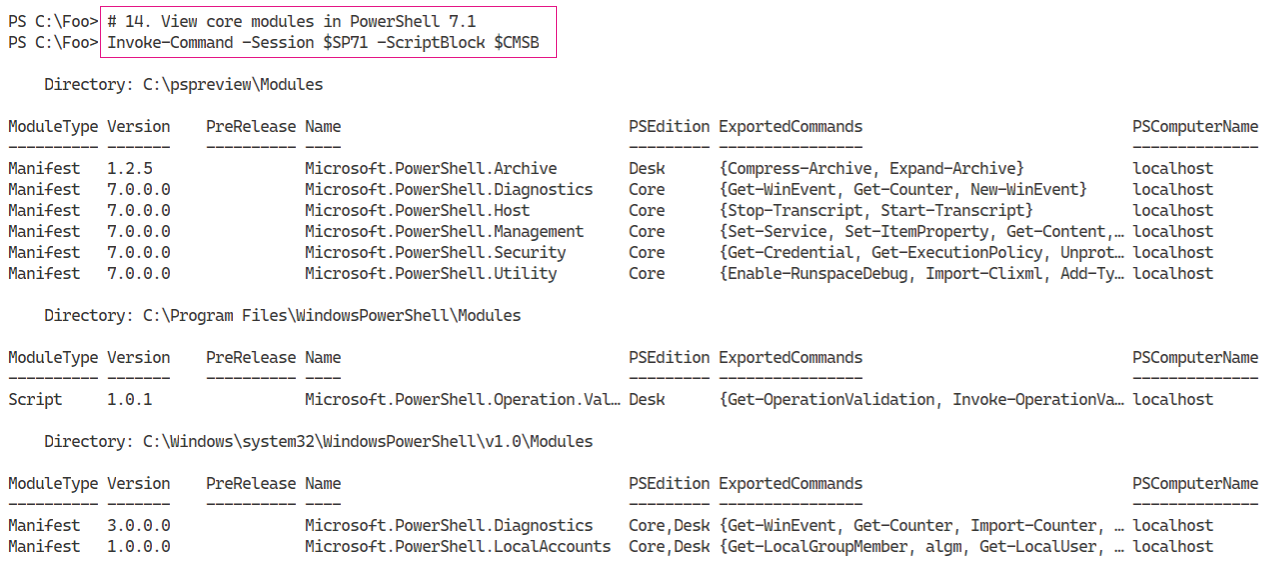 PS C:\Foo> # 14. View core modules in PowerShell 7.1
PS C:\Foo> Invoke-Command -Session $SP71 -ScriptBlock $CMSB
Directory: C:\pspreview\Modules
ModuleType Version    PreRelease Name                                PSEdition ExportedCommands                              PSComputerName
---------- -------    ---------- ----                                --------- ----------------                              --------------
Manifest   1.2.5                 Microsoft.PowerShell.Archive        Desk      {Compress-Archive, Expand-Archive}            localhost
Manifest   7.0.0.0               Microsoft.PowerShell.Diagnostics    Core      {Get-WinEvent, Get-Counter, New-WinEvent}     localhost
Manifest   7.0.0.0               Microsoft.PowerShell.Host           Core      {Stop-Transcript, Start-Transcript}           localhost
Manifest   7.0.0.0               Microsoft.PowerShell.Management     Core      {Set-Service, Set-ItemProperty, Get-Content,… localhost
Manifest   7.0.0.0               Microsoft.PowerShell.Security       Core      {Get-Credential, Get-ExecutionPolicy, Unprot… localhost
Manifest   7.0.0.0               Microsoft.PowerShell.Utility        Core      {Enable-RunspaceDebug, Import-Clixml, Add-Ty… localhost
Directory: C:\Program Files\WindowsPowerShell\Modules
ModuleType Version    PreRelease Name                                PSEdition ExportedCommands                              PSComputerName
---------- -------    ---------- ----                                --------- ----------------                              --------------
Script     1.0.1                 Microsoft.PowerShell.Operation.Val… Desk      {Get-OperationValidation, Invoke-OperationVa… localhost
Directory: C:\Windows\system32\WindowsPowerShell\v1.0\Modules
ModuleType Version    PreRelease Name                                PSEdition ExportedCommands                              PSComputerName
---------- -------    ---------- ----                                --------- ----------------                              --------------
Manifest   3.0.0.0               Microsoft.PowerShell.Diagnostics    Core,Desk {Get-WinEvent, Get-Counter, Import-Counter, … localhost
Manifest   1.0.0.0               Microsoft.PowerShell.LocalAccounts  Core,Desk {Get-LocalGroupMember, algm, Get-LocalUser, … localhost